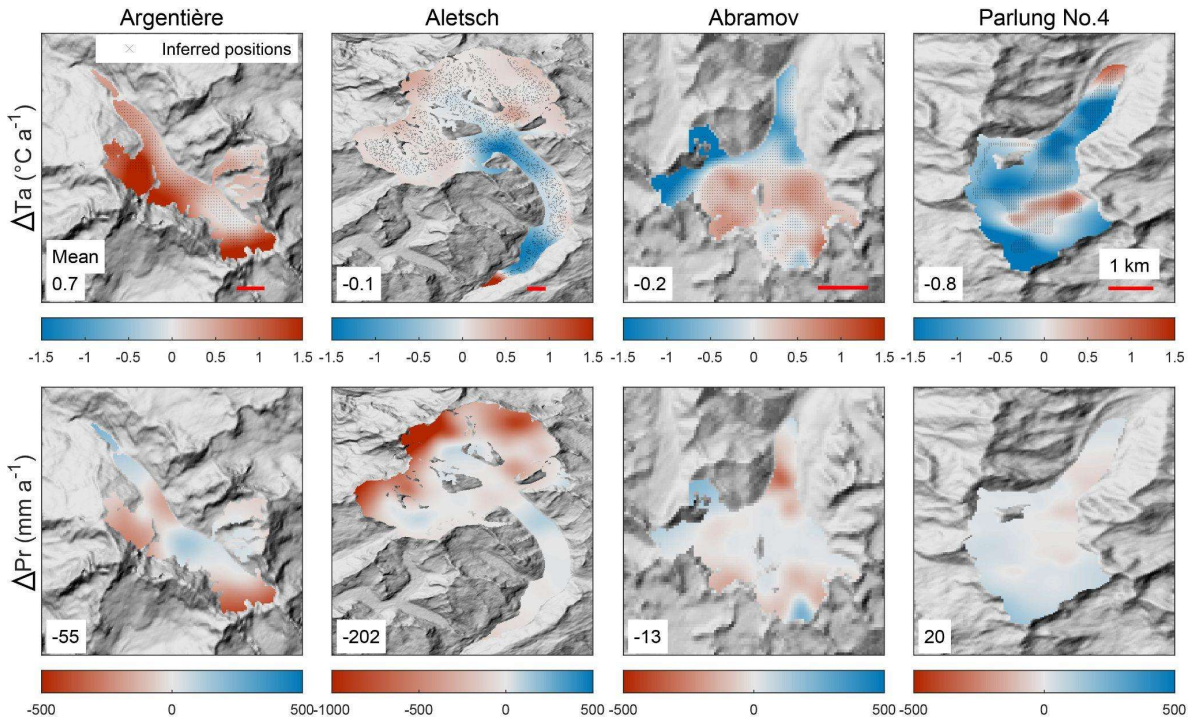 Argentière
Aletsch
Abramov
Parlung No.4
× Inferred positions
ΔTa (°C a⁻¹)
Mean
0.7
-0.1
-0.2
-0.8
1 km
-1.5 -1 -0.5 0 0.5 1 1.5
-1.5 -1 -0.5 0 0.5 1 1.5
-1.5 -1 -0.5 0 0.5 1 1.5
-1.5 -1 -0.5 0 0.5 1 1.5
ΔPr (mm a⁻¹)
-55
-202
-13
20
-500 0 500
-1000 0 500
-500 0 500
-500 0 500